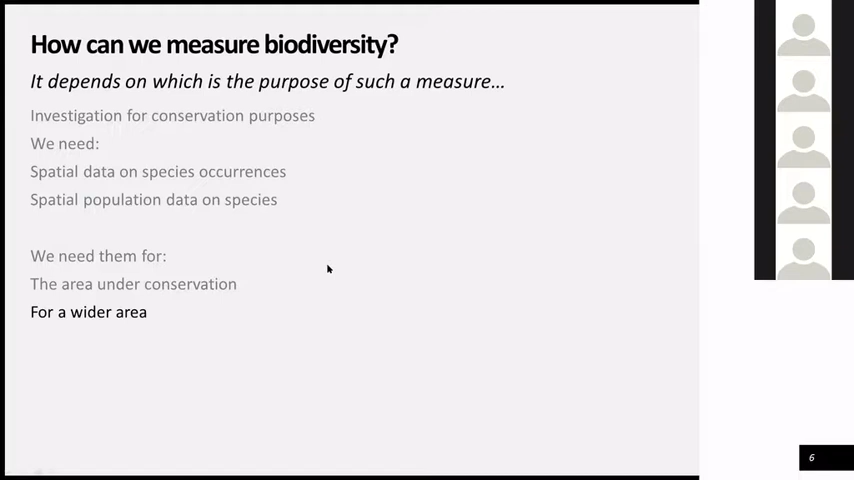 How can we measure biodiversity?
It depends on which is the purpose of such a measure…
Investigation for conservation purposes
We need:
Spatial data on species occurrences
Spatial population data on species
We need them for:
The area under conservation
For a wider area
6